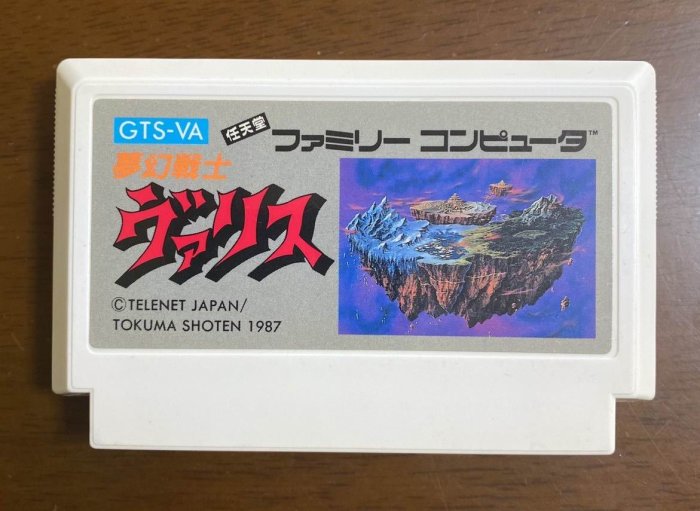 GTS-VA
任天堂 ファミリー コンピュータ™
夢幻戦士
ヴァリス
©TELENET JAPAN/
TOKUMA SHOTEN 1987